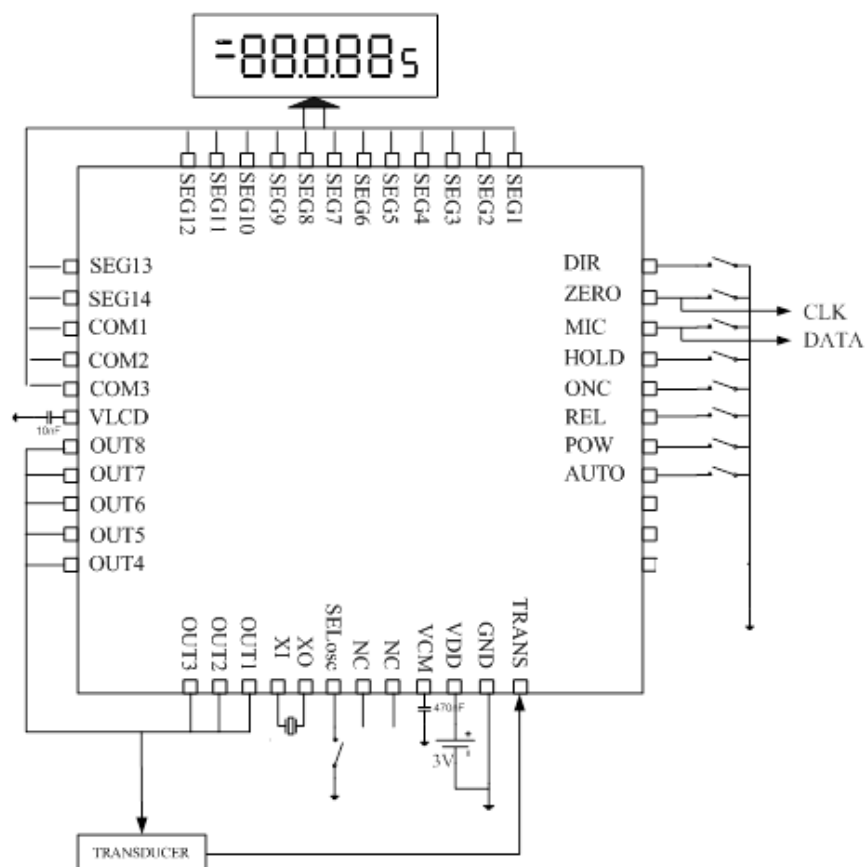 -88.8.88s
SEG12 SEG11 SEG10 SEG9 SEG8 SEG7 SEG6 SEG5 SEG4 SEG3 SEG2 SEG1
SEG13
SEG14
COM1
COM2
COM3
VLCD
10nF
OUT8
OUT7
OUT6
OUT5
OUT4
DIR
ZERO
MIC
HOLD
ONC
REL
POW
AUTO
CLK
DATA
OUT3 OUT2 OUT1 XI XO SELosc NC NC VCM VDD GND TRANS
470nF
+
-
3V
TRANSDUCER